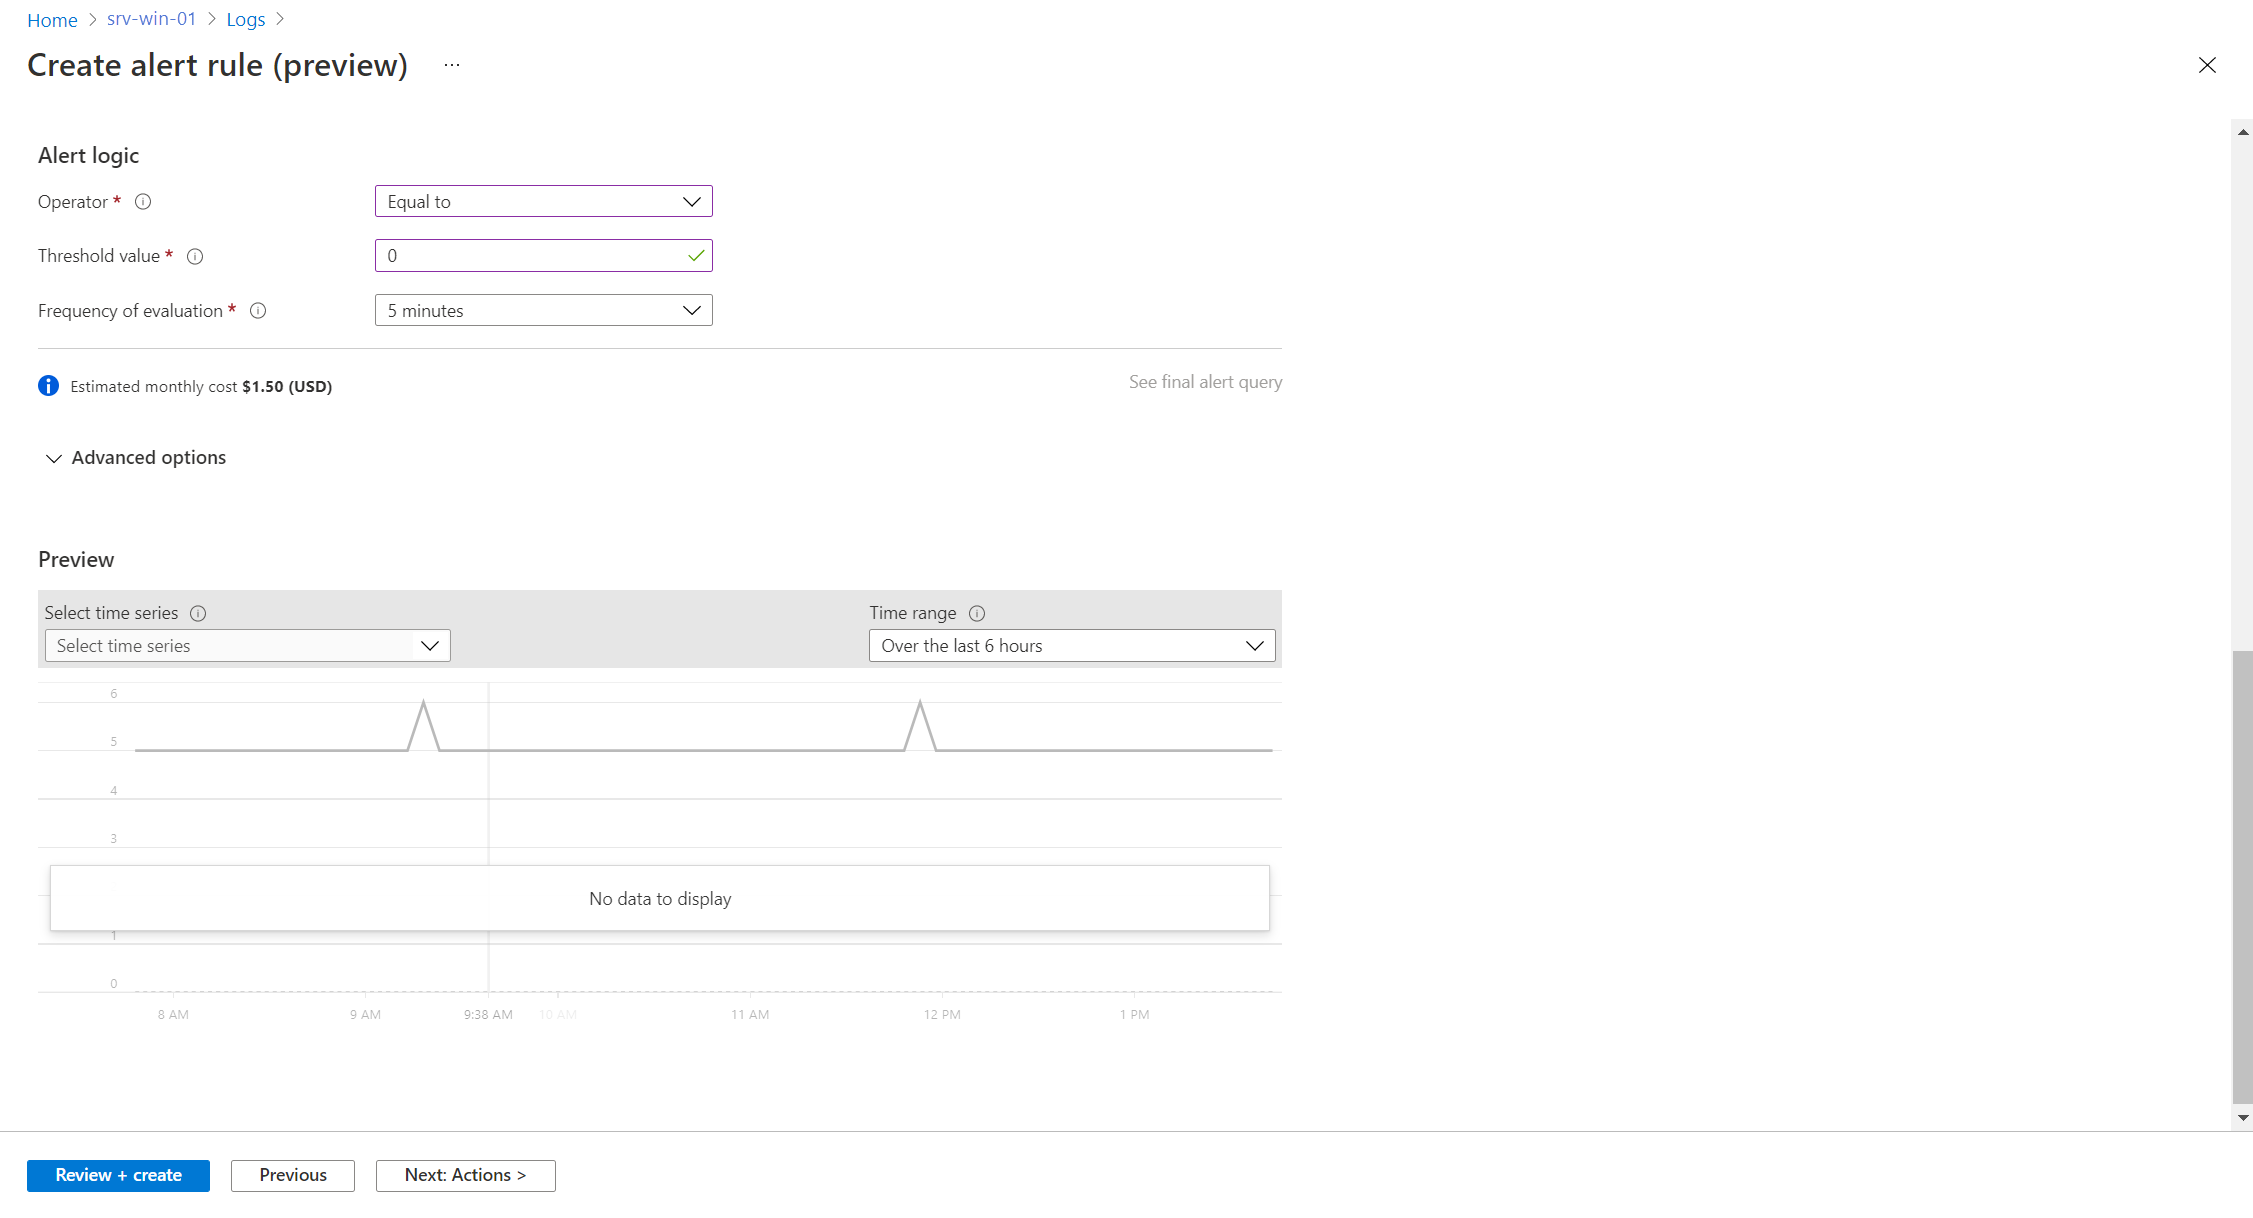 Home > srv-win-01 > Logs >
Create alert rule (preview) ...
Alert logic
Operator *
Equal to
Threshold value *
0
Frequency of evaluation *
5 minutes
Estimated monthly cost $1.50 (USD)
See final alert query
Advanced options
Preview
Select time series
Time range
Select time series
Over the last 6 hours
6
5
4
3
No data to display
1
0
8 AM 9 AM 9:38 AM 10 AM 11 AM 12 PM 1 PM
Review + create
Previous
Next: Actions >